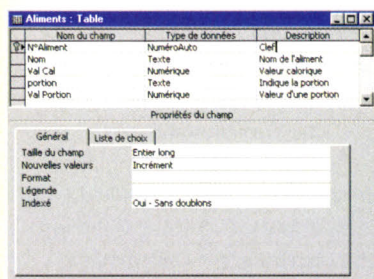 Aliments : Table
Nom du champ Type de données Description
N°Aliment NuméroAuto Clef
Nom Texte Nom de l'aliment
Val Cal Numérique Valeur calorique
portion Texte Indique la portion
Val Portion Numérique Valeur d'une portion
Propriétés du champ
Général Liste de choix
Taille du champ Entier long
Nouvelles valeurs Incrément
Format
Légende
Indexé Oui - Sans doublons